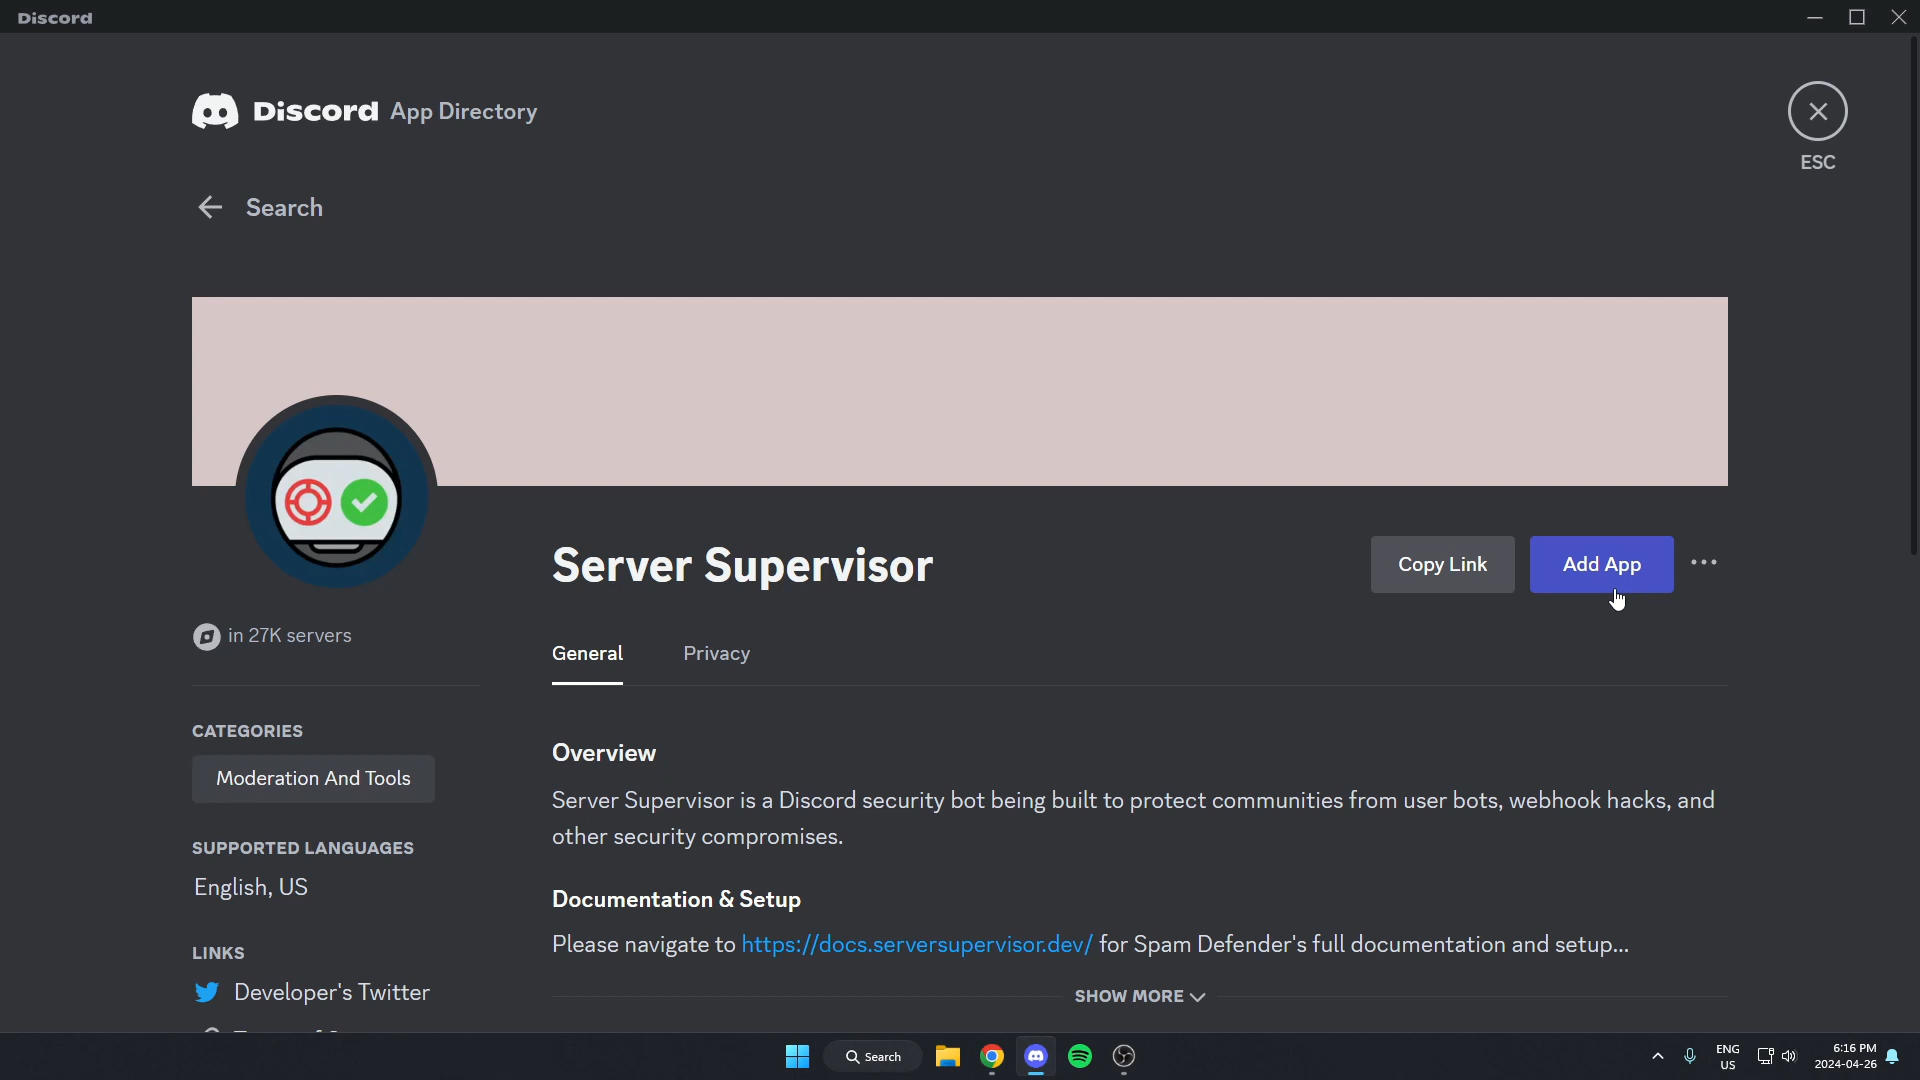 Discord
Discord App Directory
ESC
Search
Server Supervisor
Copy Link
Add App
in 27K servers
General
Privacy
CATEGORIES
Moderation And Tools
SUPPORTED LANGUAGES
English, US
LINKS
Developer's Twitter
Overview
Server Supervisor is a Discord security bot being built to protect communities from user bots, webhook hacks, and
other security compromises.
Documentation & Setup
Please navigate to https://docs.serversupervisor.dev/ for Spam Defender's full documentation and setup...
SHOW MORE
Search
ENG
US
6:16 PM
2024-04-26